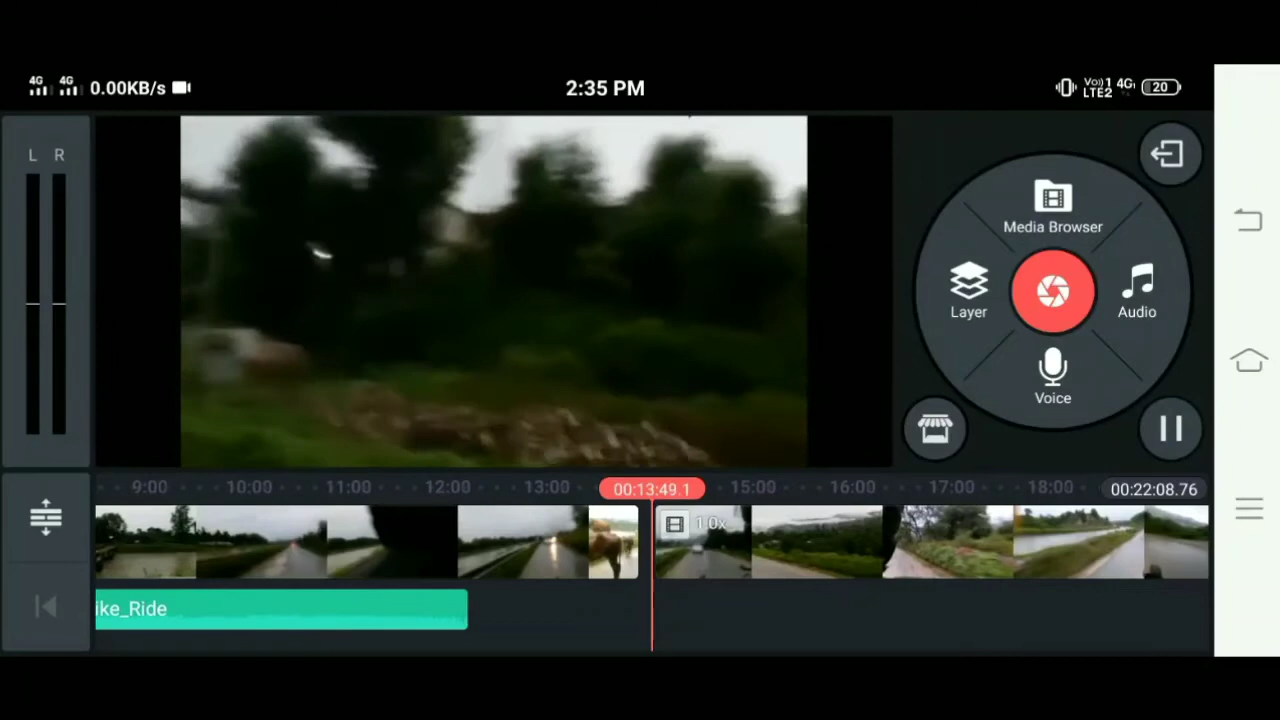 4G 4G 0.00KB/s 2:35 PM Vo)) 1 LTE2 4G 20
L R
Media Browser
Layer
Audio
Voice
9:00 10:00 11:00 12:00 13:00 00:13:49.1 15:00 16:00 17:00 18:00 00:22:08.76
1.0x
ike_Ride